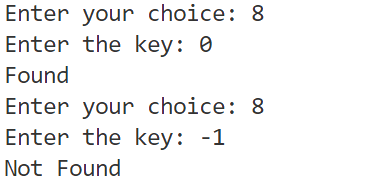 Enter your choice: 8
Enter the key: 0
Found
Enter your choice: 8
Enter the key: -1
Not Found